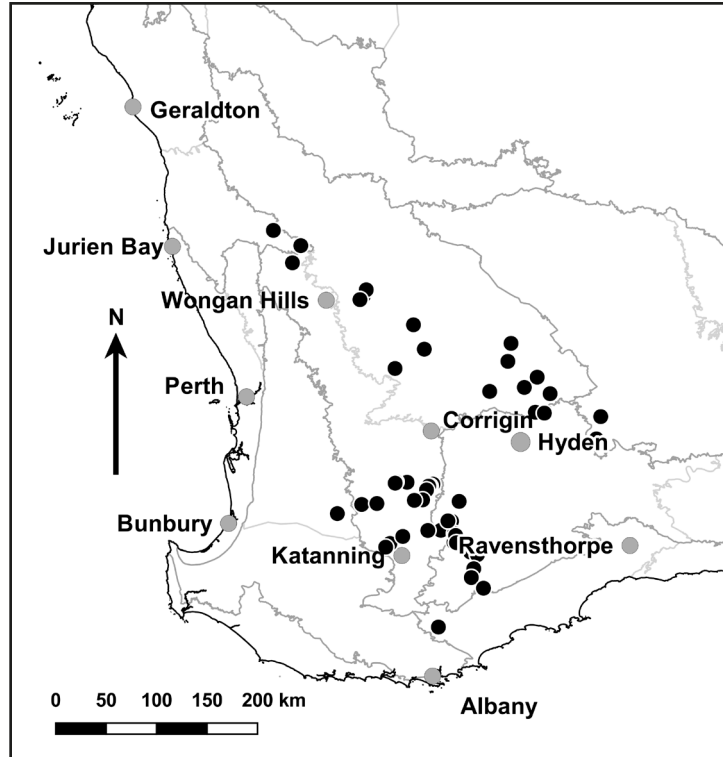 Geraldton
Jurien Bay
Wongan Hills
N
Perth
Corrigin
Hyden
Bunbury
Katanning
Ravensthorpe
0 50 100 150 200 km
Albany